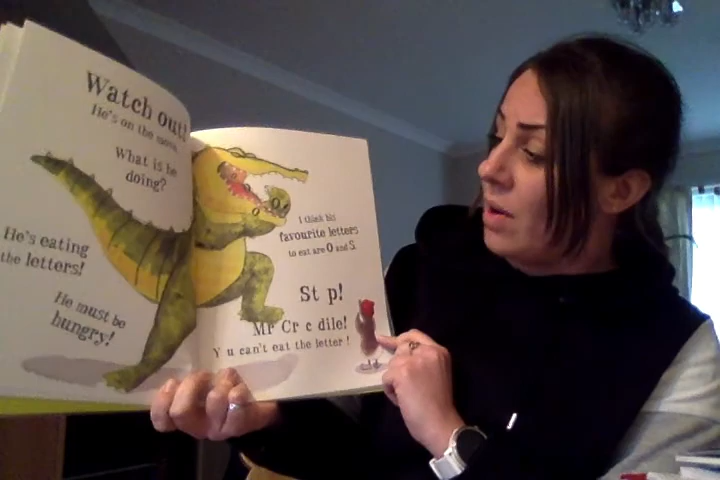 Watch out!
He's on the move.
What is he
doing?
He's eating
the letters!
He must be
hungry!
I think his
favourite letters
to eat are O and S.
St p!
Mr Cr c dile!
Y u can't eat the letter !